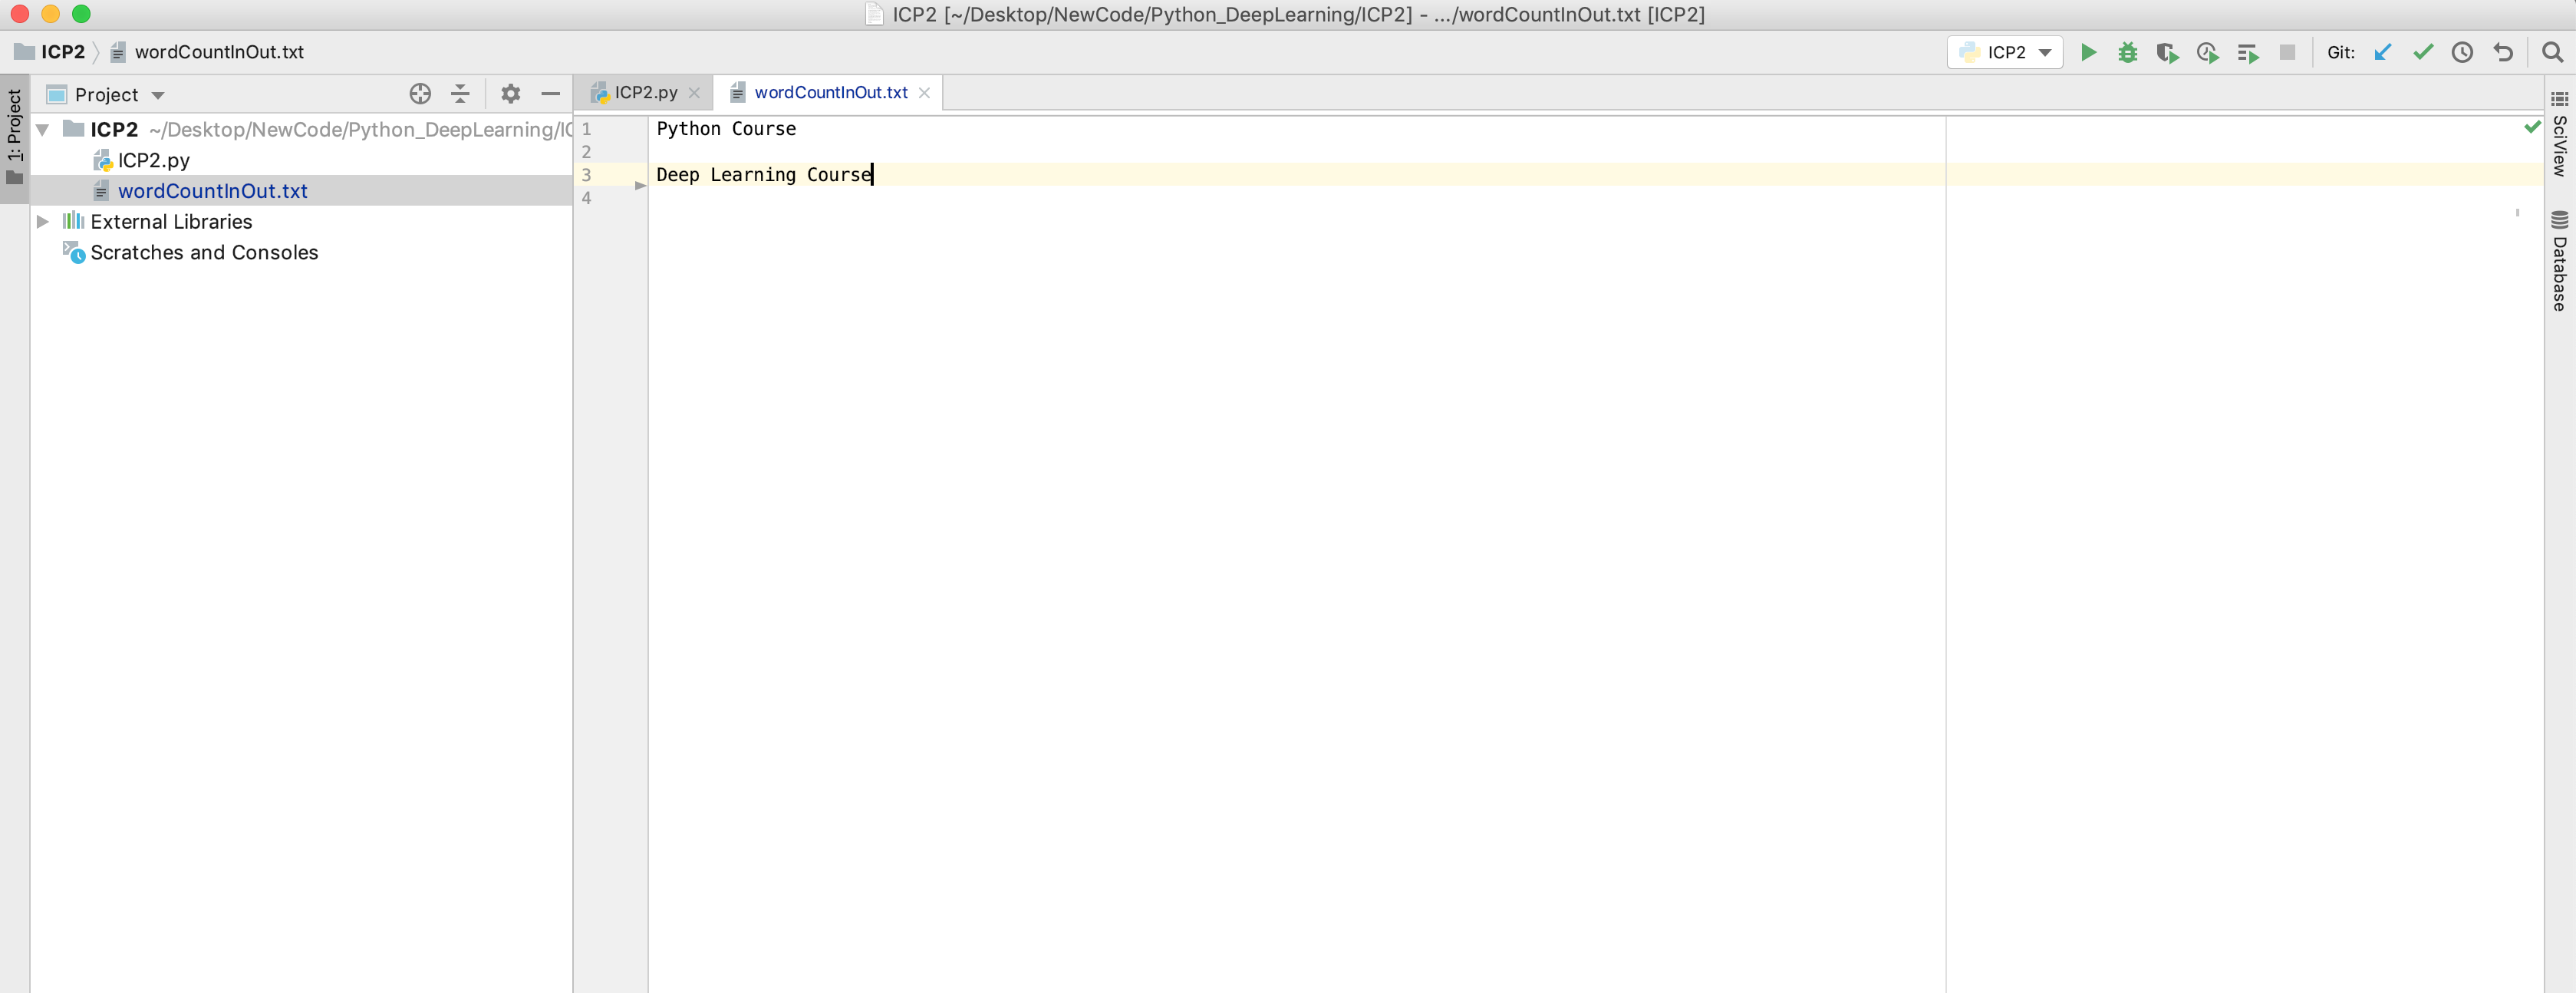 ICP2 [~/Desktop/NewCode/Python_DeepLearning/ICP2] - .../wordCountInOut.txt [ICP2]
ICP2 wordCountInOut.txt
ICP2
Git:
1: Project
Project
ICP2 ~/Desktop/NewCode/Python_DeepLearning/IC
ICP2.py
wordCountInOut.txt
External Libraries
Scratches and Consoles
ICP2.py wordCountInOut.txt
1 Python Course
2
3 Deep Learning Course
4
SciView
Database